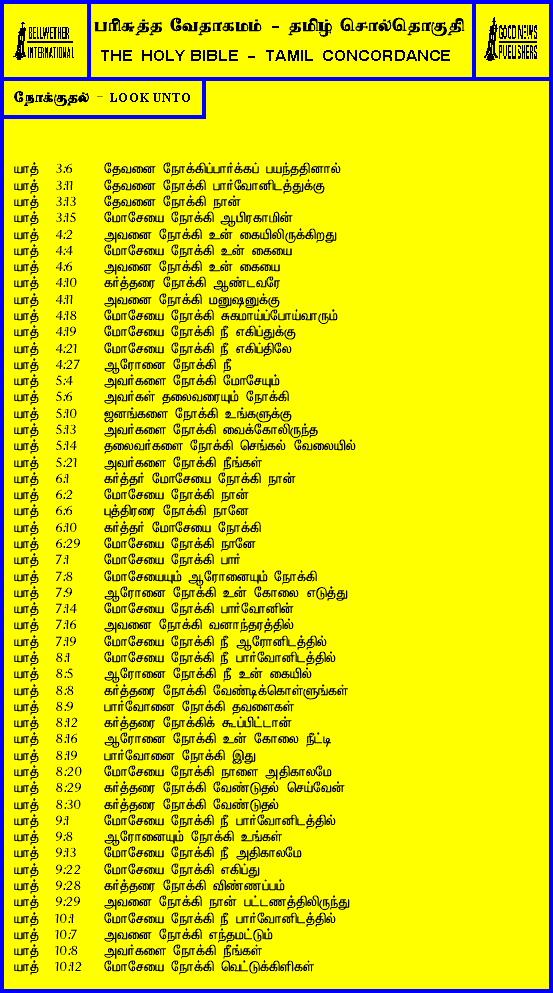 BELLWETHER
INTERNATIONAL
பரிசுத்த வேதாகமம் - தமிழ் சொல்தொகுதி
THE HOLY BIBLE - TAMIL CONCORDANCE
GOOD NEWS
PUBLISHERS
நோக்குதல் - LOOK UNTO
யாத் 3:6 தேவனை நோக்கிப்பார்க்கப் பயந்ததினால்
யாத் 3:11 தேவனை நோக்கி பார்வோனிடத்துக்கு
யாத் 3:13 தேவனை நோக்கி நான்
யாத் 3:15 மோசேயை நோக்கி ஆபிரகாமின்
யாத் 4:2 அவனை நோக்கி உன் கையிலிருக்கிறது
யாத் 4:4 மோசேயை நோக்கி உன் கையை
யாத் 4:6 அவனை நோக்கி உன் கையை
யாத் 4:10 கர்த்தரை நோக்கி ஆண்டவரே
யாத் 4:11 அவனை நோக்கி மனுஷனுக்கு
யாத் 4:18 மோசேயை நோக்கி சுகமாய்ப்போய்வாரும்
யாத் 4:19 மோசேயை நோக்கி நீ எகிப்துக்கு
யாத் 4:21 மோசேயை நோக்கி நீ எகிப்திலே
யாத் 4:27 ஆரோனை நோக்கி நீ
யாத் 5:4 அவர்களை நோக்கி மோசேயும்
யாத் 5:6 அவர்கள் தலைவரையும் நோக்கி
யாத் 5:10 ஜனங்களை நோக்கி உங்களுக்கு
யாத் 5:13 அவர்களை நோக்கி வைக்கோலிருந்த
யாத் 5:14 தலைவர்களை நோக்கி செங்கல் வேலையில்
யாத் 5:21 அவர்களை நோக்கி நீங்கள்
யாத் 6:1 கர்த்தர் மோசேயை நோக்கி நான்
யாத் 6:2 மோசேயை நோக்கி நான்
யாத் 6:6 புத்திரரை நோக்கி நானே
யாத் 6:10 கர்த்தர் மோசேயை நோக்கி
யாத் 6:29 மோசேயை நோக்கி நானே
யாத் 7:1 மோசேயை நோக்கி பார்
யாத் 7:8 மோசேயையும் ஆரோனையும் நோக்கி
யாத் 7:9 ஆரோனை நோக்கி உன் கோலை எடுத்து
யாத் 7:14 மோசேயை நோக்கி பார்வோனின்
யாத் 7:16 அவனை நோக்கி வனாந்தரத்தில்
யாத் 7:19 மோசேயை நோக்கி நீ ஆரோனிடத்தில்
யாத் 8:1 மோசேயை நோக்கி நீ பார்வோனிடத்தில்
யாத் 8:5 ஆரோனை நோக்கி நீ உன் கையில்
யாத் 8:8 கர்த்தரை நோக்கி வேண்டிக்கொள்ளுங்கள்
யாத் 8:9 பார்வோனை நோக்கி தவளைகள்
யாத் 8:12 கர்த்தரை நோக்கிக் கூப்பிட்டான்
யாத் 8:16 ஆரோனை நோக்கி உன் கோலை நீட்டி
யாத் 8:19 பார்வோனை நோக்கி இது
யாத் 8:20 மோசேயை நோக்கி நாளை அதிகாலமே
யாத் 8:29 கர்த்தரை நோக்கி வேண்டுதல் செய்வேன்
யாத் 8:30 கர்த்தரை நோக்கி வேண்டுதல்
யாத் 9:1 மோசேயை நோக்கி நீ பார்வோனிடத்தில்
யாத் 9:8 ஆரோனையும் நோக்கி உங்கள்
யாத் 9:13 மோசேயை நோக்கி நீ அதிகாலமே
யாத் 9:22 மோசேயை நோக்கி எகிப்து
யாத் 9:28 கர்த்தரை நோக்கி விண்ணப்பம்
யாத் 9:29 அவனை நோக்கி நான் பட்டணத்திலிருந்து
யாத் 10:1 மோசேயை நோக்கி நீ பார்வோனிடத்தில்
யாத் 10:7 அவனை நோக்கி எந்தமட்டும்
யாத் 10:8 அவர்களை நோக்கி நீங்கள்
யாத் 10:12 மோசேயை நோக்கி வெட்டுக்கிளிகள்